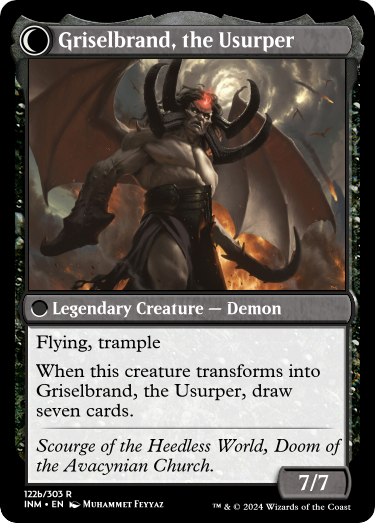 Griselbrand, the Usurper
Legendary Creature — Demon
Flying, trample
When this creature transforms into
Griselbrand, the Usurper, draw
seven cards.
Scourge of the Heedless World, Doom of
the Avacynian Church.
7/7
122b/303 R
INM • EN Muhammet Feyyaz
™ & © 2024 Wizards of the Coast